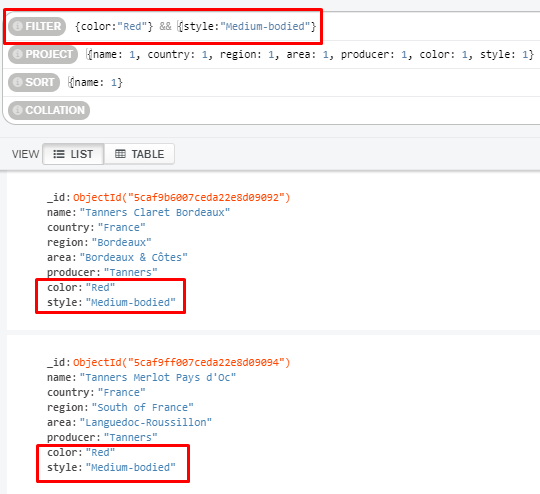 FILTER {color:"Red"} && {style:"Medium-bodied"}
PROJECT {name: 1, country: 1, region: 1, area: 1, producer: 1, color: 1, style: 1}
SORT {name: 1}
COLLATION
VIEW LIST TABLE
_id:ObjectId("5caf9b6007ceda22e8d09092")
name:"Tanners Claret Bordeaux"
country:"France"
region:"Bordeaux"
area:"Bordeaux & Côtes"
producer:"Tanners"
color:"Red"
style:"Medium-bodied"
_id:ObjectId("5caf9ff007ceda22e8d09094")
name:"Tanners Merlot Pays d'Oc"
country:"France"
region:"South of France"
area:"Languedoc-Roussillon"
producer:"Tanners"
color:"Red"
style:"Medium-bodied"